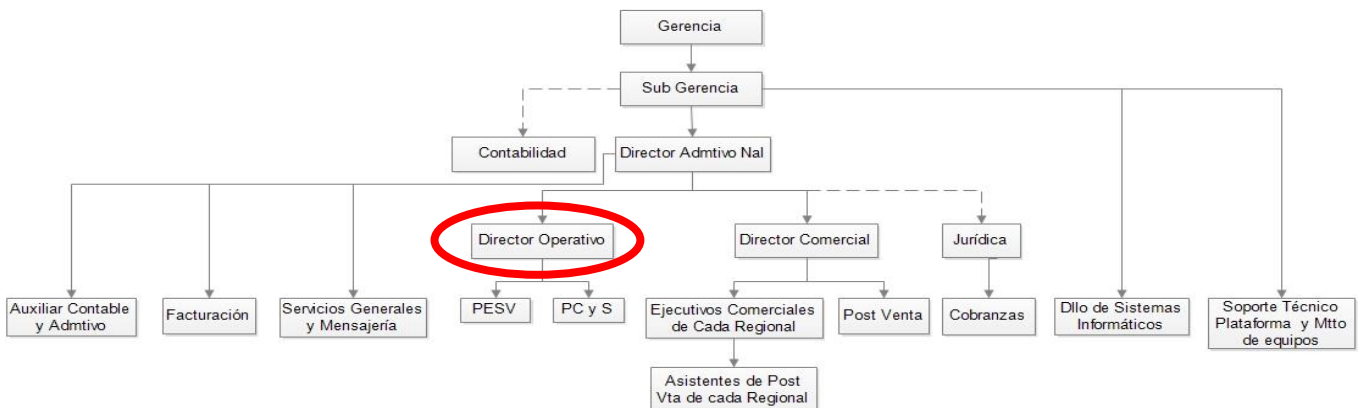 Gerencia
Sub Gerencia
Contabilidad
Director Admtivo Nal
Director Operativo
Director Comercial
Jurídica
Auxiliar Contable
y Admtivo
Facturación
Servicios Generales
y Mensajería
PESV
PC y S
Ejecutivos Comerciales
de Cada Regional
Post Venta
Cobranzas
Dllo de Sistemas
Informáticos
Soporte Técnico
Plataforma y Mtto
de equipos
Asistentes de Post
Vta de cada Regional